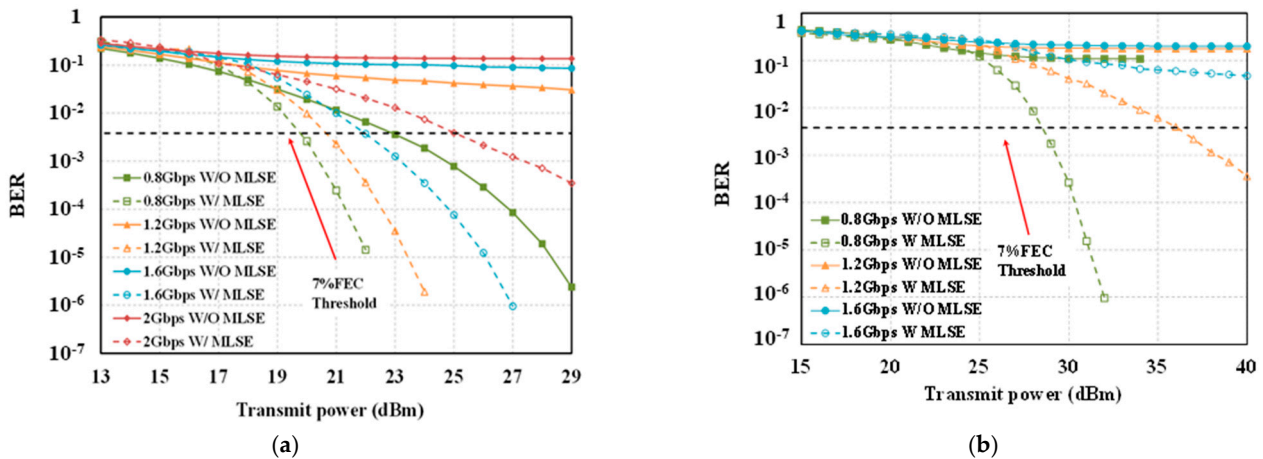 1
10-1
10-2
10-3
10-4
10-5
10-6
10-7
BER
0.8Gbps W/O MLSE
0.8Gbps W/ MLSE
1.2Gbps W/O MLSE
1.2Gbps W/ MLSE
1.6Gbps W/O MLSE
1.6Gbps W/ MLSE
2Gbps W/O MLSE
2Gbps W/ MLSE
7%FEC
Threshold
13 15 17 19 21 23 25 27 29
Transmit power (dBm)
(a)
1
10-1
10-2
10-3
10-4
10-5
10-6
10-7
BER
0.8Gbps W/O MLSE
0.8Gbps W MLSE
1.2Gbps W/O MLSE
1.2Gbps W MLSE
1.6Gbps W/O MLSE
1.6Gbps W MLSE
7%FEC
Threshold
15 20 25 30 35 40
Transmit power (dBm)
(b)